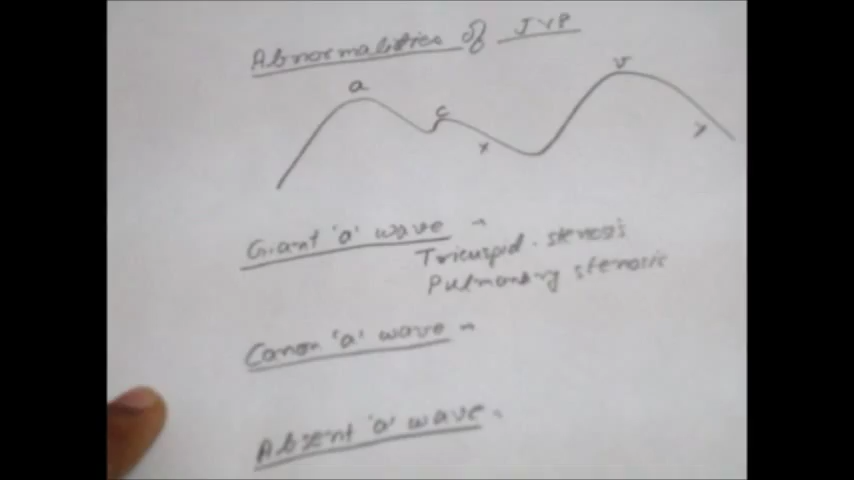 Abnormalities of JVP
a
c
v
x
y
Giant 'a' wave -
Tricuspid stenosis
Pulmonary stenosis
Canon 'a' wave -
Absent 'a' wave -